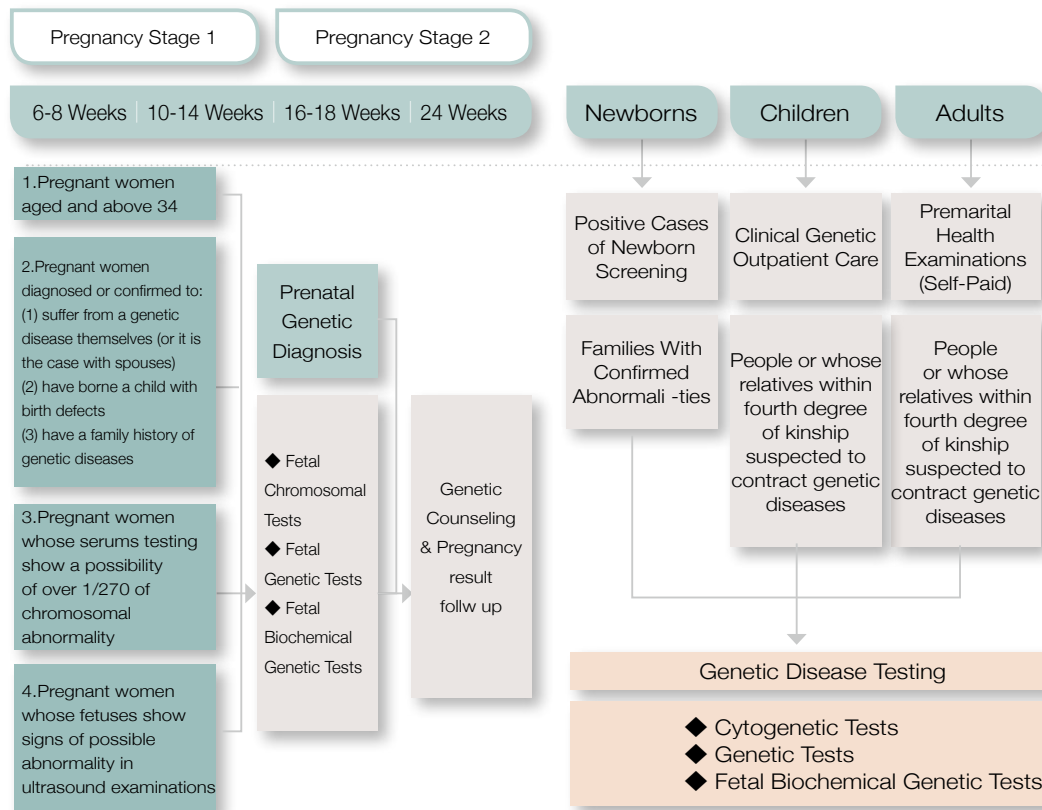 Pregnancy Stage 1
Pregnancy Stage 2
6-8 Weeks
10-14 Weeks
16-18 Weeks
24 Weeks
Newborns
Children
Adults
1.Pregnant women
aged and above 34
2.Pregnant women
diagnosed or confirmed to:
(1) suffer from a genetic
disease themselves (or it is
the case with spouses)
(2) have borne a child with
birth defects
(3) have a family history of
genetic diseases
3.Pregnant women
whose serums testing
show a possibility
of over 1/270 of
chromosomal
abnormality
4.Pregnant women
whose fetuses show
signs of possible
abnormality in
ultrasound examinations
Prenatal
Genetic
Diagnosis
◆ Fetal
Chromosomal
Tests
◆ Fetal
Genetic Tests
◆ Fetal
Biochemical
Genetic Tests
Genetic
Counseling
& Pregnancy
result
follw up
Positive Cases
of Newborn
Screening
Families With
Confirmed
Abnormali -ties
Clinical Genetic
Outpatient Care
People or whose
relatives within
fourth degree
of kinship
suspected to
contract genetic
diseases
Premarital
Health
Examinations
(Self-Paid)
People
or whose
relatives within
fourth degree
of kinship
suspected to
contract genetic
diseases
Genetic Disease Testing
◆ Cytogenetic Tests
◆ Genetic Tests
◆ Fetal Biochemical Genetic Tests